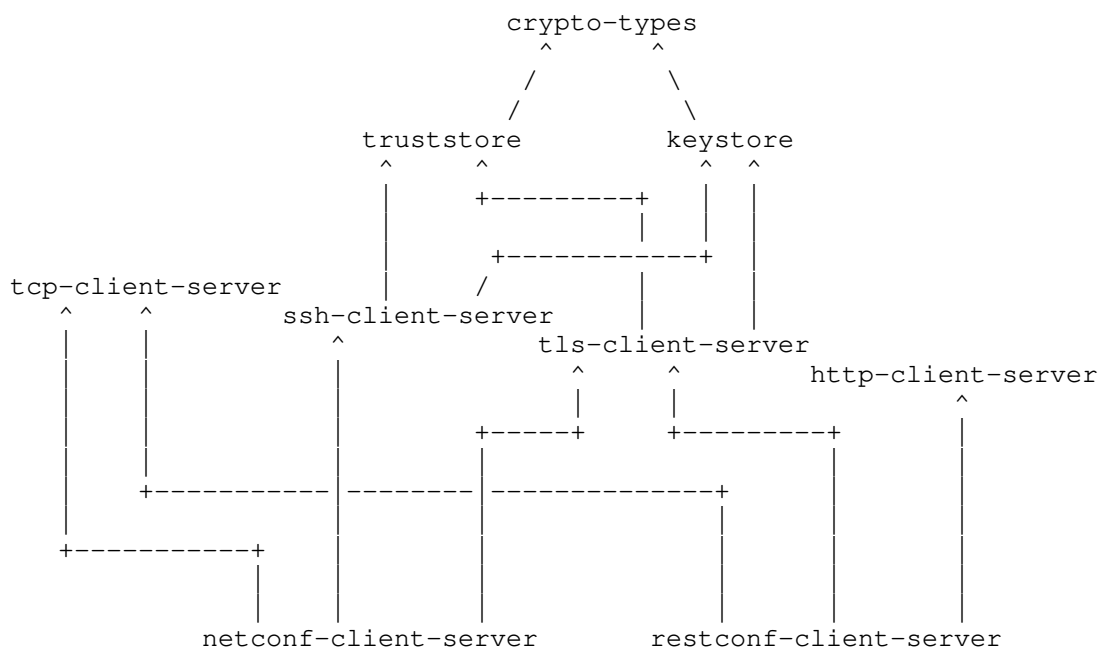 crypto-types
truststore keystore
tcp-client-server
ssh-client-server
tls-client-server
http-client-server
netconf-client-server restconf-client-server